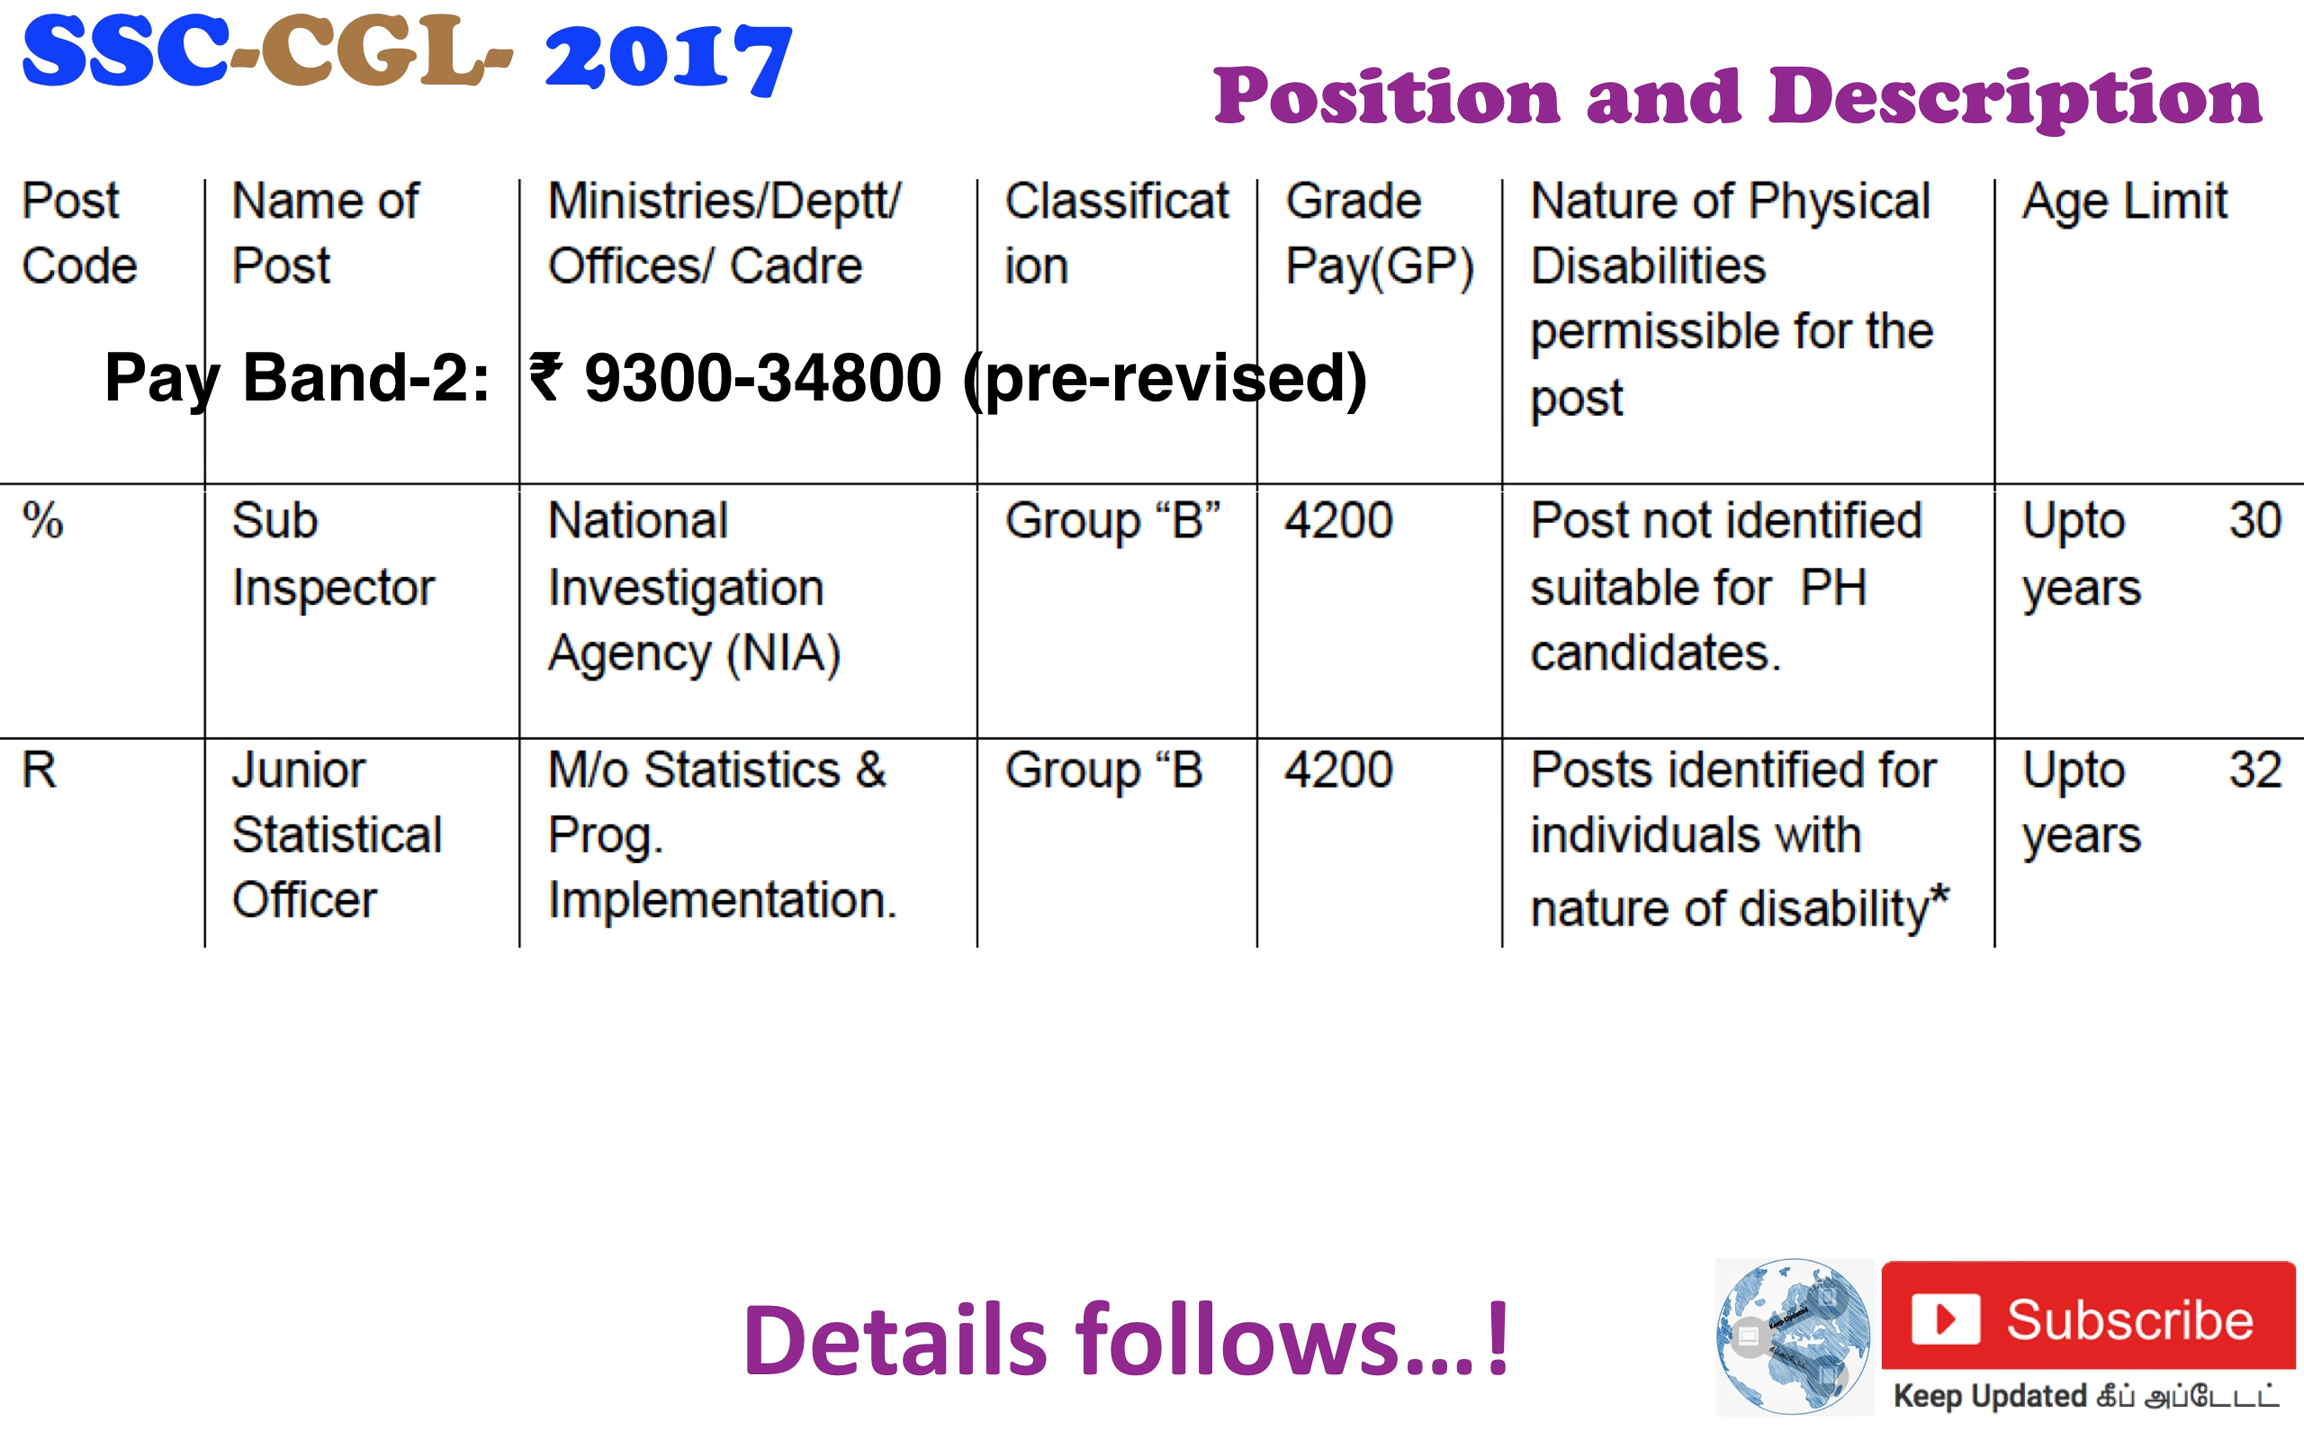 SSC-CGL- 2017
Position and Description
Post Code
Name of Post
Ministries/Deptt/ Offices/ Cadre
Classificat ion
Grade Pay(GP)
Nature of Physical Disabilities permissible for the post
Age Limit
Pay Band-2: ₹ 9300-34800 (pre-revised)
%
Sub Inspector
National Investigation Agency (NIA)
Group “B”
4200
Post not identified suitable for PH candidates.
Upto 30 years
R
Junior Statistical Officer
M/o Statistics & Prog. Implementation.
Group “B
4200
Posts identified for individuals with nature of disability*
Upto 32 years
Details follows...!
Subscribe
Keep Updated கீப் அப்டேடட்